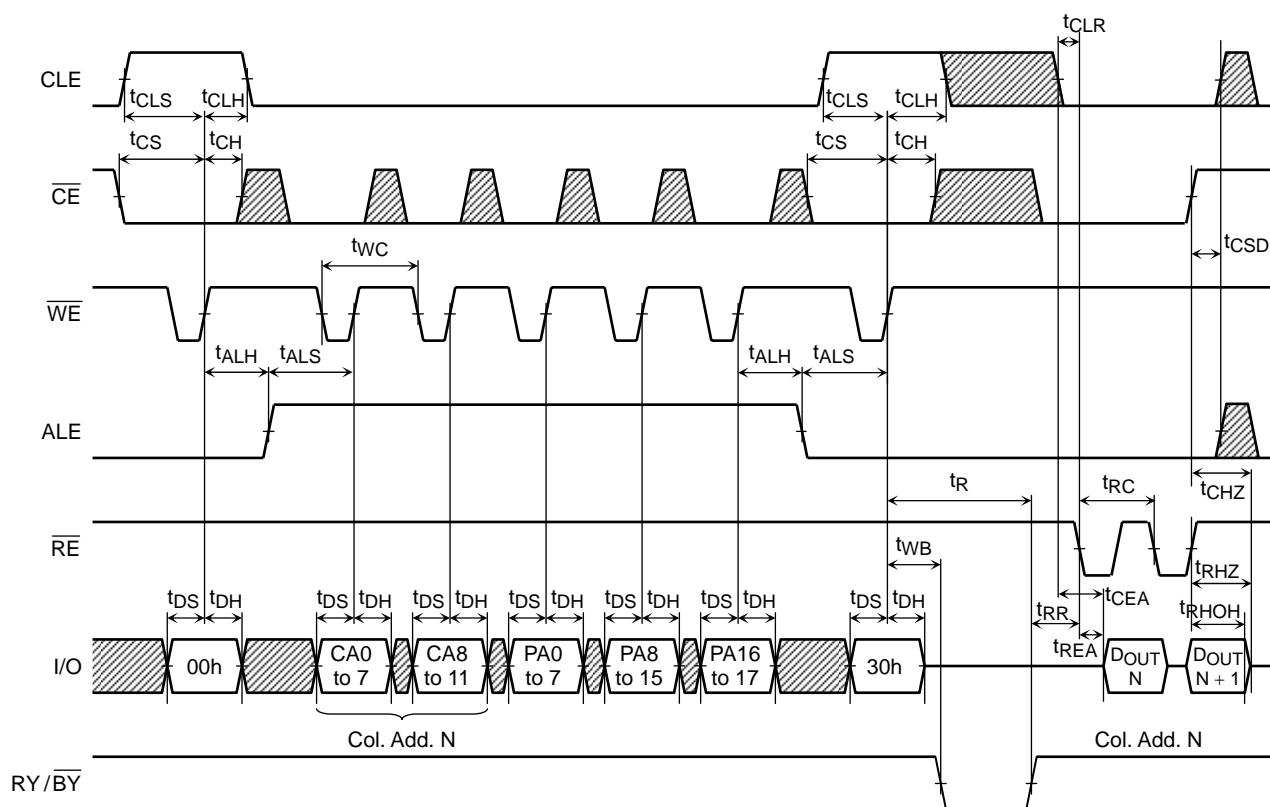 tCLR
CLE
tCLS tCLH tCLS tCLH
tCS tCH tCS tCH
CE
tCSD
tWC
WE
tALH tALS tALH tALS
ALE
tR tRC tCHZ
RE
tWB
tRHZ
tDS tDH tDS tDH tDS tDH tDS tDH tDS tDH tDS tDH tDS tDH tCEA
tRR tRHOH
tREA
I/O 00h CA0 to 7 CA8 to 11 PA0 to 7 PA8 to 15 PA16 to 17 30h DOUT N DOUT N + 1
Col. Add. N Col. Add. N
RY/BY